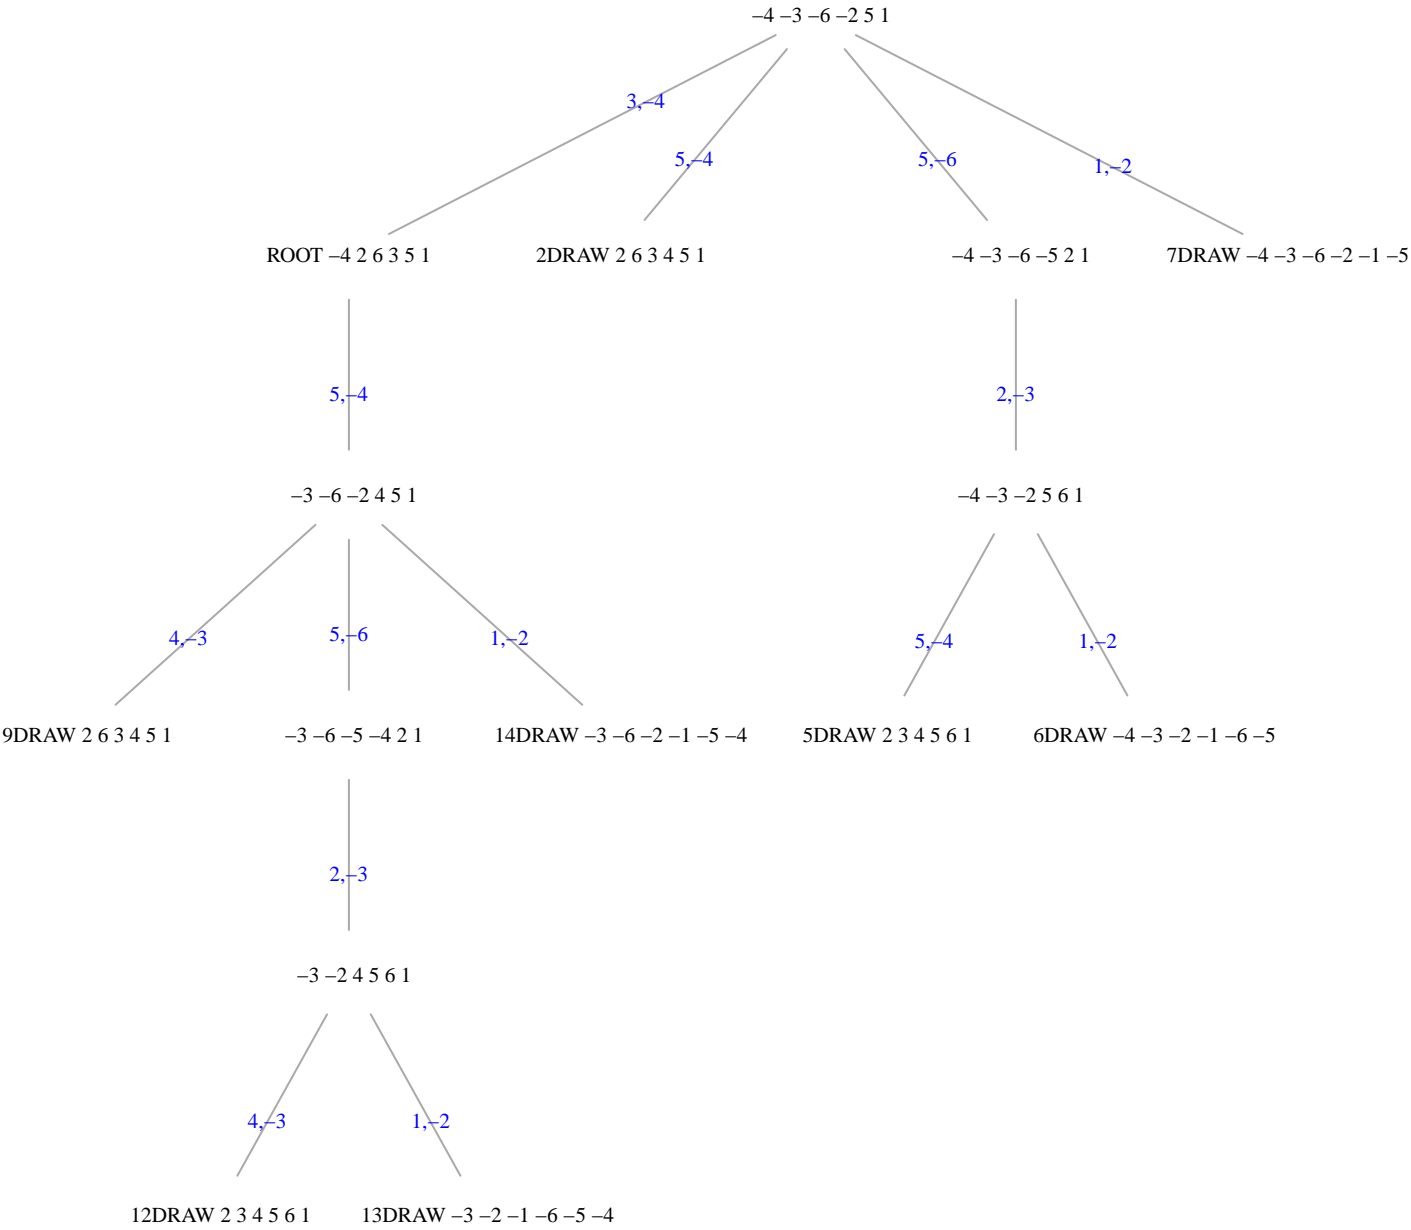 –4 –3 –6 –2 5 1
3,–4
5,–4
5,–6
1,–2
ROOT –4 2 6 3 5 1
2DRAW 2 6 3 4 5 1
–4 –3 –6 –5 2 1
7DRAW –4 –3 –6 –2 –1 –5
5,–4
2,–3
–3 –6 –2 4 5 1
–4 –3 –2 5 6 1
4,–3
5,–6
1,–2
5,–4
1,–2
9DRAW 2 6 3 4 5 1
–3 –6 –5 –4 2 1
14DRAW –3 –6 –2 –1 –5 –4
5DRAW 2 3 4 5 6 1
6DRAW –4 –3 –2 –1 –6 –5
2,–3
–3 –2 4 5 6 1
4,–3
1,–2
12DRAW 2 3 4 5 6 1
13DRAW –3 –2 –1 –6 –5 –4